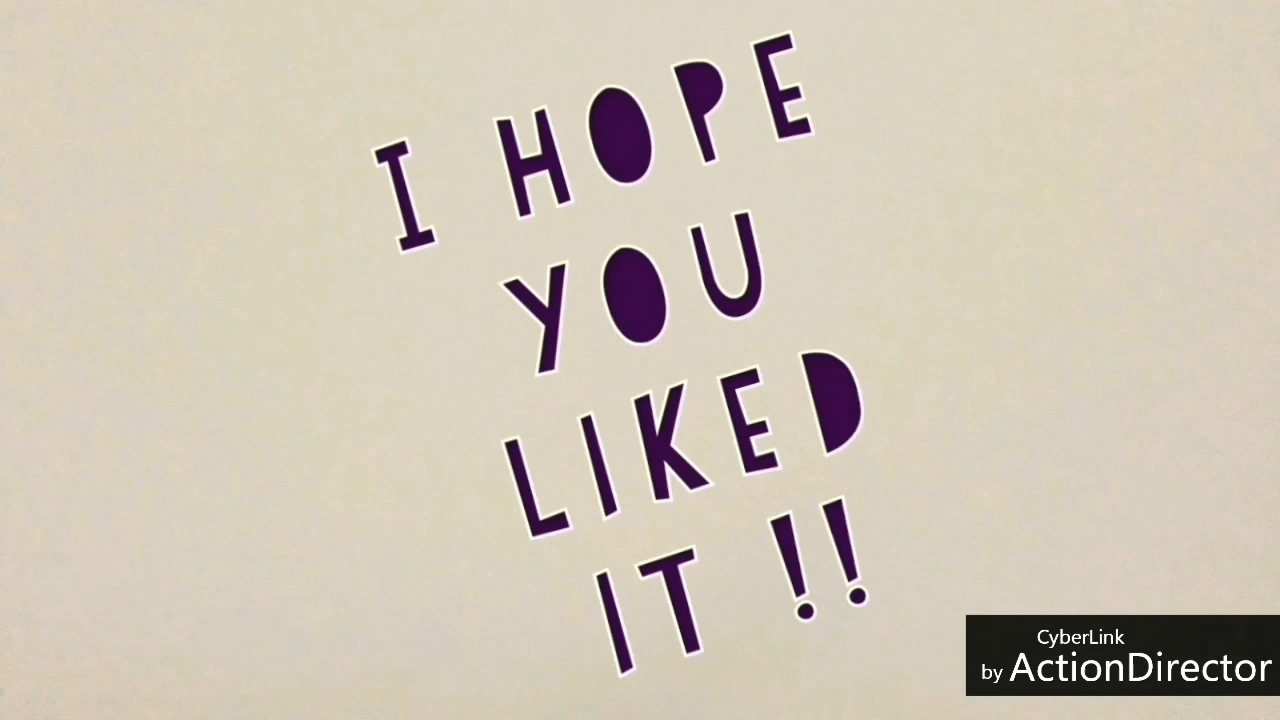 I HOPE
YOU
LIKED
IT !!
CyberLink
by ActionDirector